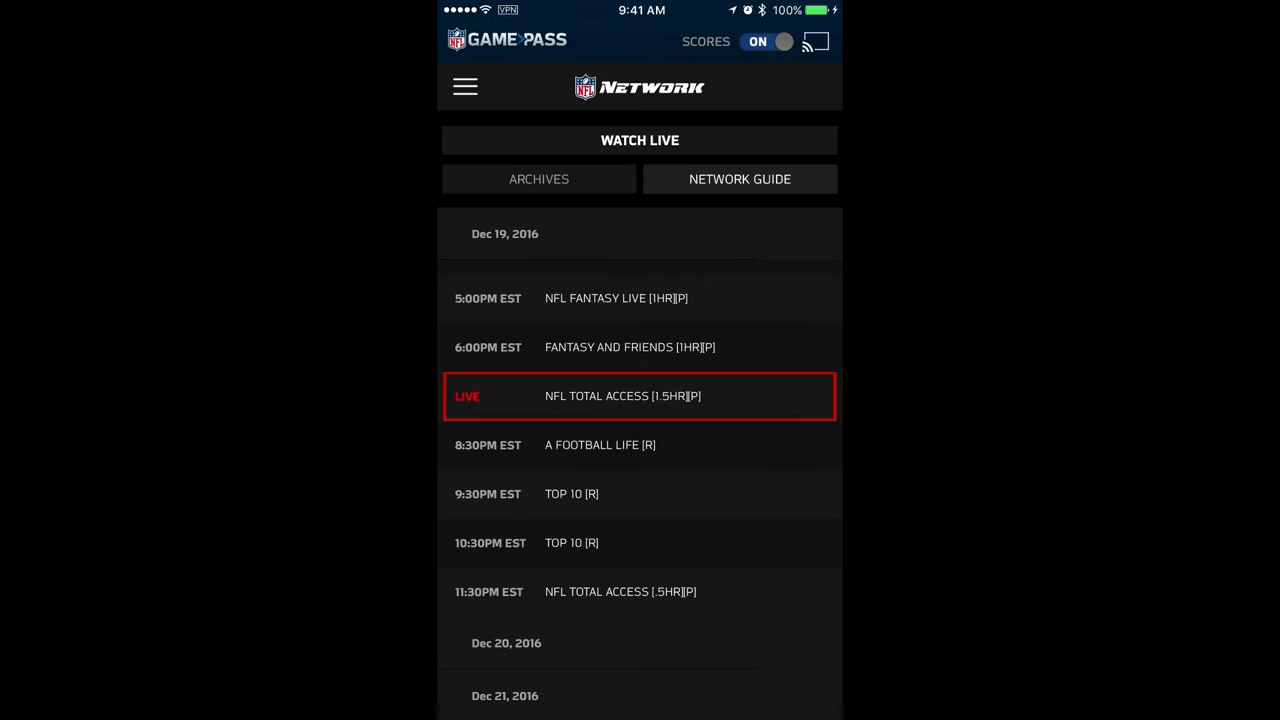 VPN 9:41 AM 100%
NFL GAME PASS SCORES ON
NFL NETWORK
WATCH LIVE
ARCHIVES NETWORK GUIDE
Dec 19, 2016
5:00PM EST NFL FANTASY LIVE [1HR][P]
6:00PM EST FANTASY AND FRIENDS [1HR][P]
LIVE NFL TOTAL ACCESS [1.5HR][P]
8:30PM EST A FOOTBALL LIFE [R]
9:30PM EST TOP 10 [R]
10:30PM EST TOP 10 [R]
11:30PM EST NFL TOTAL ACCESS [.5HR][P]
Dec 20, 2016
Dec 21, 2016